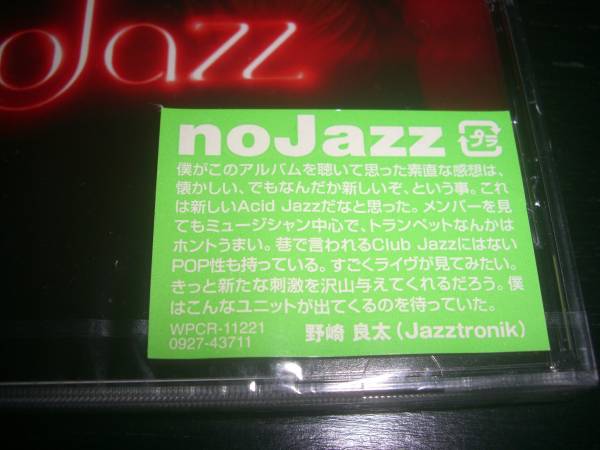 oJazz
noJazz プラ
僕がこのアルバムを聴いて思った素直な感想は、
懐かしい、でもなんだか新しいぞ、という事。これ
は新しいAcid Jazzだなと思った。メンバーを見
てもミュージシャン中心で、トランペットなんかは
ホントうまい。巷で言われるClub Jazzにはない
POP性も持っている。すごくライヴが見てみたい。
きっと新たな刺激を沢山与えてくれるだろう。僕
はこんなユニットが出てくるのを待っていた。
WPCR-11221
0927-43711
野崎 良太(Jazztronik)